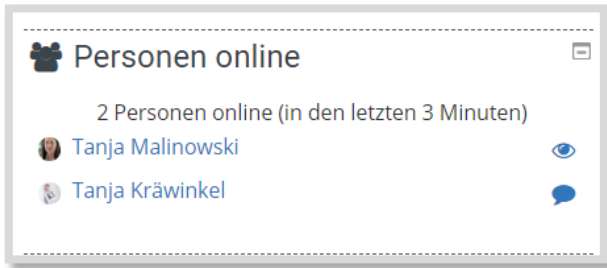 Personen online
2 Personen online (in den letzten 3 Minuten)
Tanja Malinowski
Tanja Kräwinkel